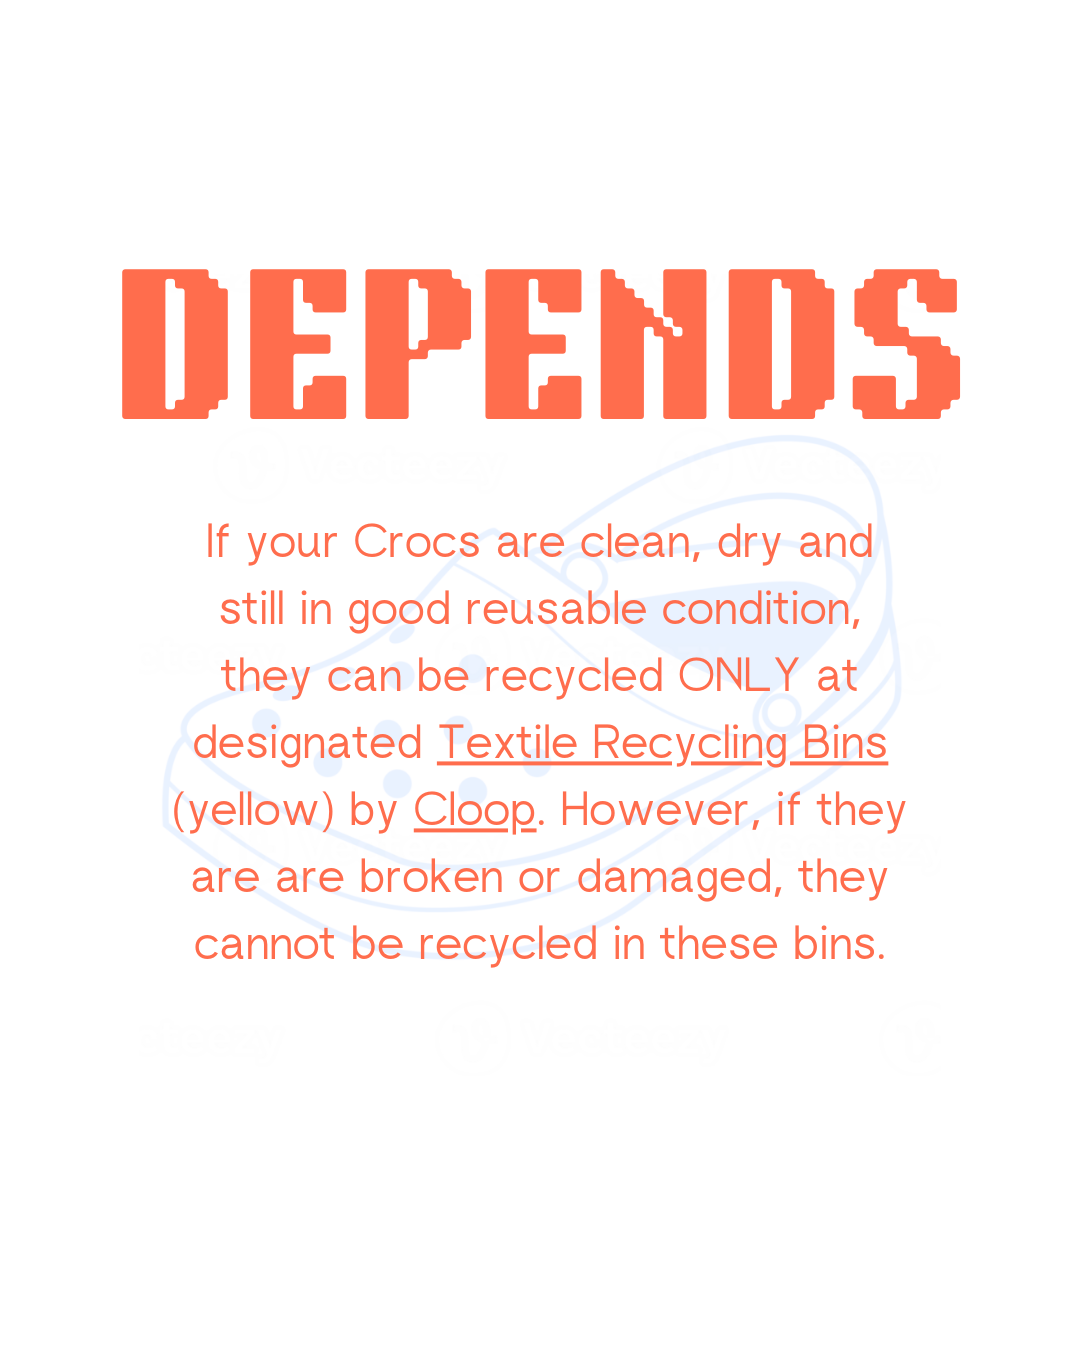 DEPENDS
If your Crocs are clean, dry and
still in good reusable condition,
they can be recycled ONLY at
designated Textile Recycling Bins
(yellow) by Cloop. However, if they
are are broken or damaged, they
cannot be recycled in these bins.